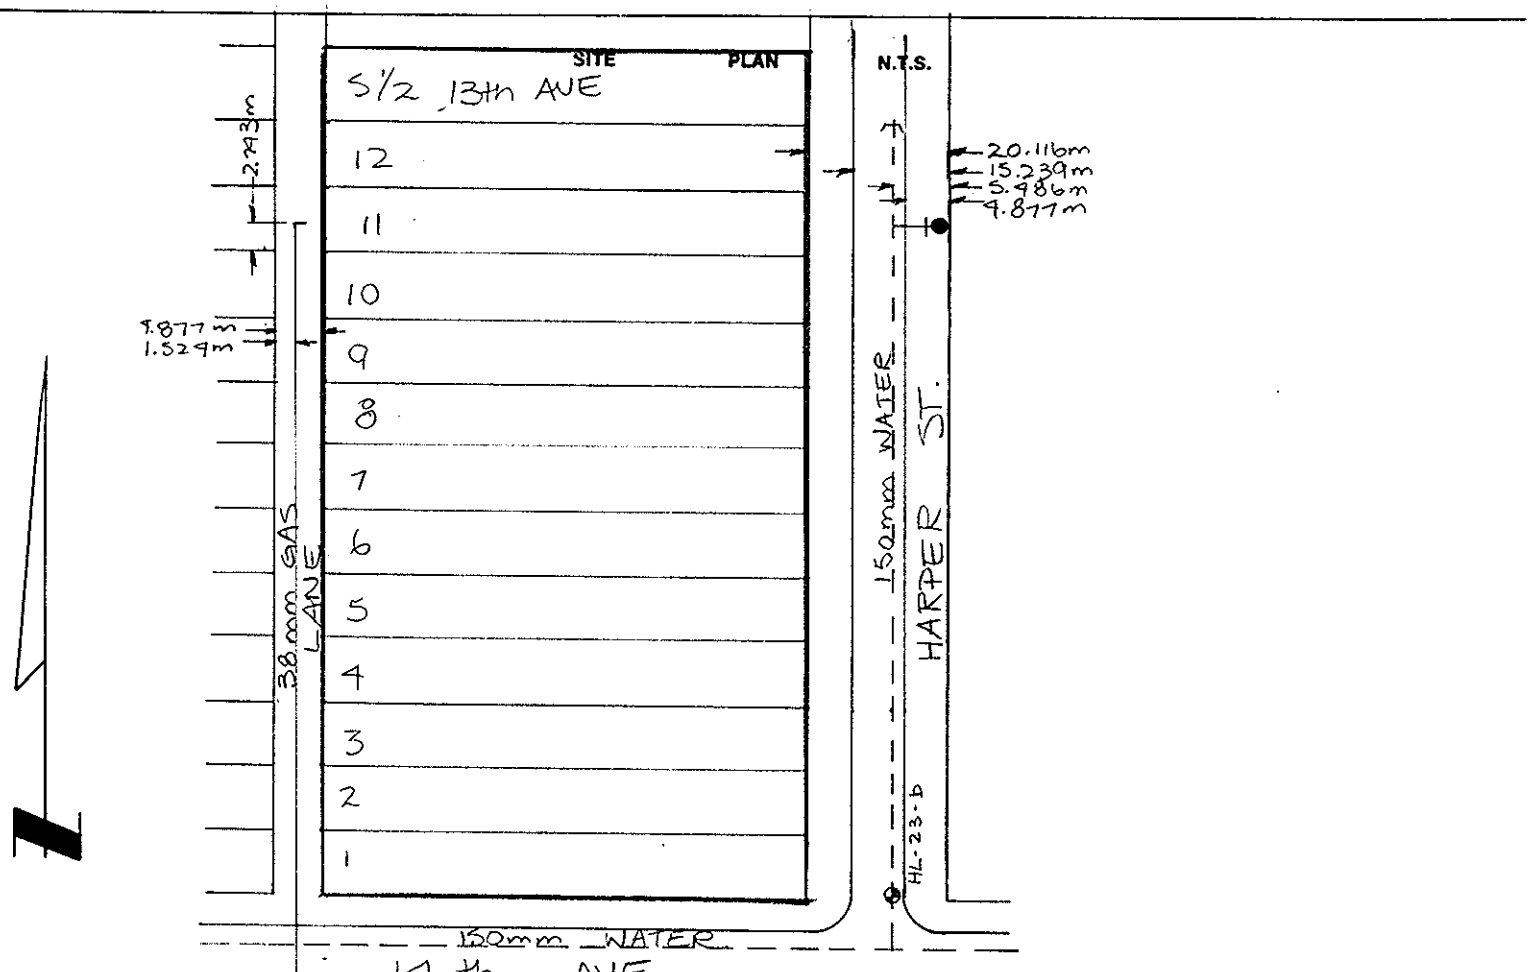 SITE PLAN N.T.S.
S 1/2 13th AVE
12
11
10
9
8
7
6
5
4
3
2
1
2.743m
4.877m
1.524m
38mm GAS
LANE
20.116m
15.239m
5.486m
4.877m
150mm WATER
HARPER ST.
HL-23-D
150mm WATER
AVE